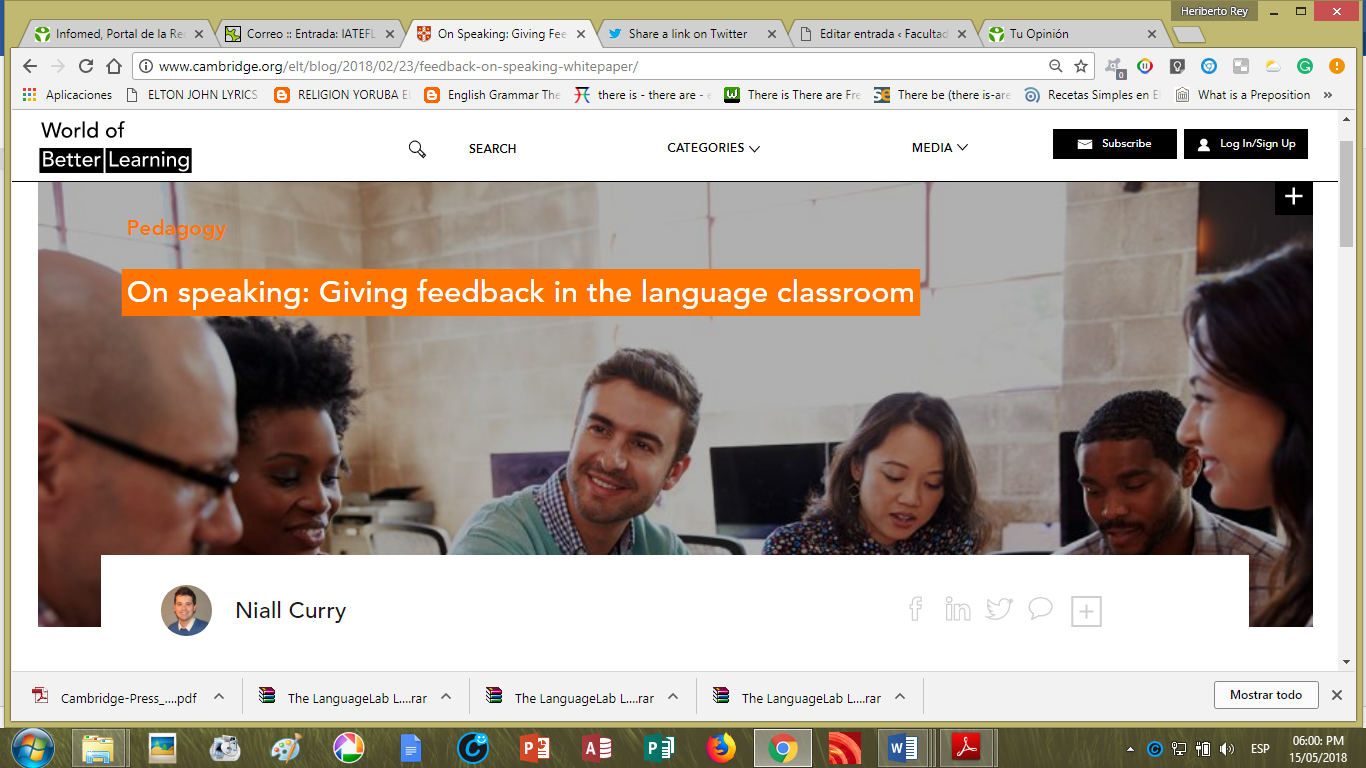 Heriberto Rey
Infomed, Portal de la Re
Correo :: Entrada: IATEFL
On Speaking: Giving Fee
Share a link on Twitter
Editar entrada ‹ Facultad
Tu Opinión
www.cambridge.org/elt/blog/2018/02/23/feedback-on-speaking-whitepaper/
0
Aplicaciones
ELTON JOHN LYRICS
RELIGION YORUBA E
English Grammar The
there is - there are - e
There is There are Fre
There be (there is-are
Recetas Simples en E
What is a Preposition
»
World of
Better Learning
SEARCH
CATEGORIES
MEDIA
Subscribe
Log In/Sign Up
Pedagogy
On speaking: Giving feedback in the language classroom
Niall Curry
Cambridge-Press_....pdf
The LanguageLab L....rar
The LanguageLab L....rar
The LanguageLab L....rar
Mostrar todo
ESP
06:00: PM
15/05/2018